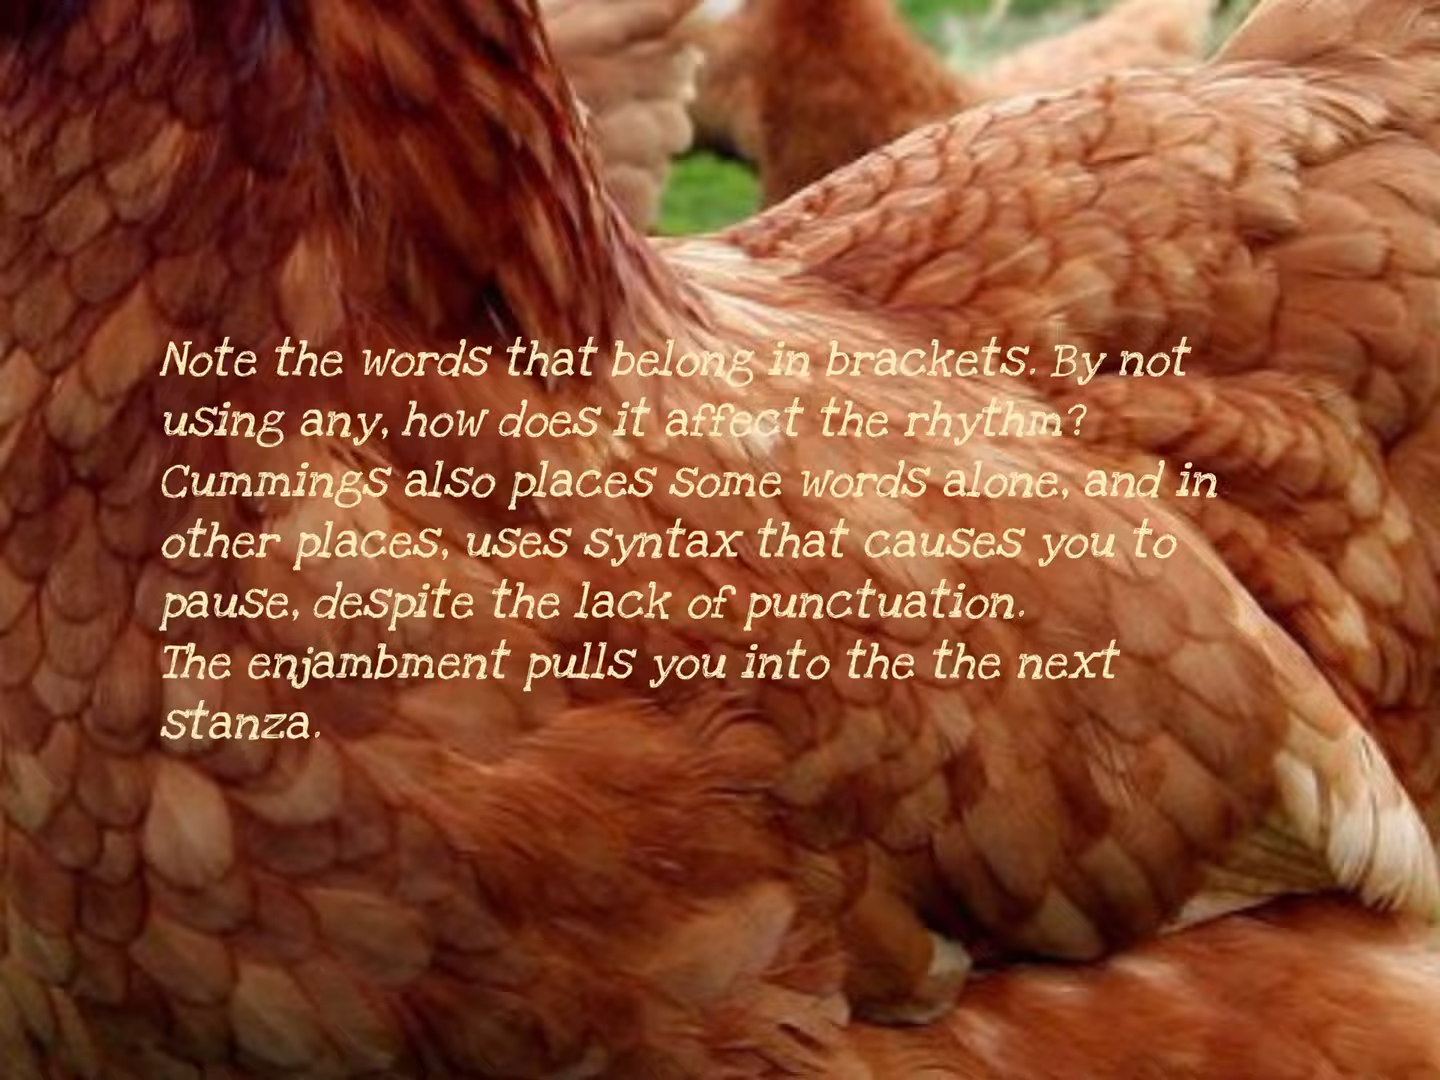 Note the words that belong in brackets. By not
using any, how does it affect the rhythm?
Cummings also places some words alone, and in
other places, uses syntax that causes you to
pause, despite the lack of punctuation.
The enjambment pulls you into the the next
stanza.